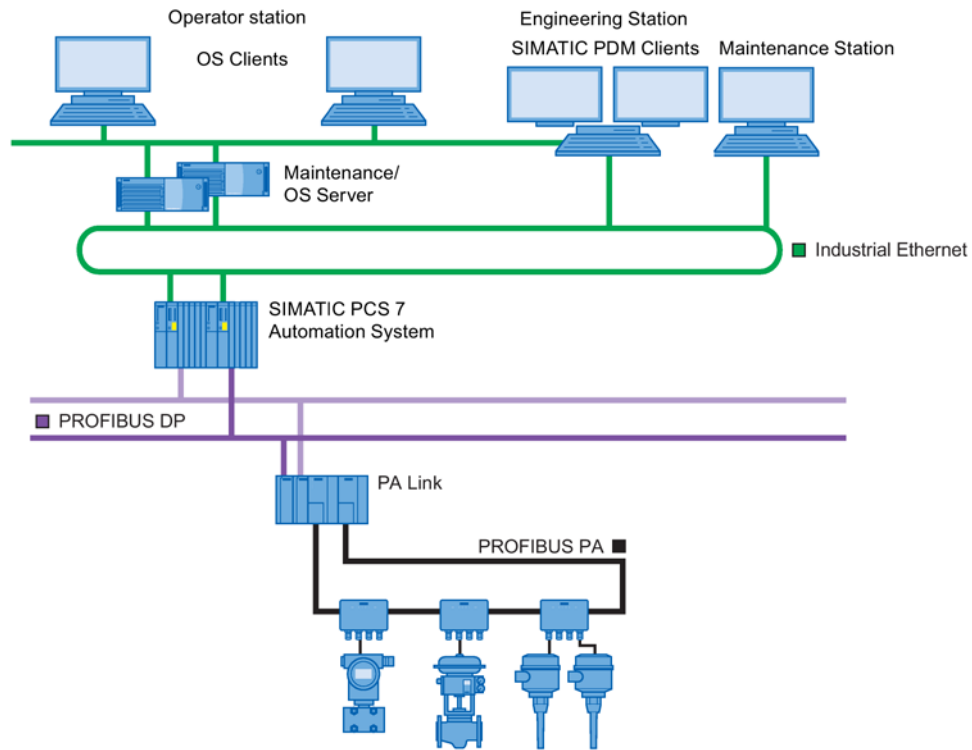 Operator station
OS Clients
Engineering Station
SIMATIC PDM Clients
Maintenance Station
Maintenance/
OS Server
Industrial Ethernet
SIMATIC PCS 7
Automation System
PROFIBUS DP
PA Link
PROFIBUS PA